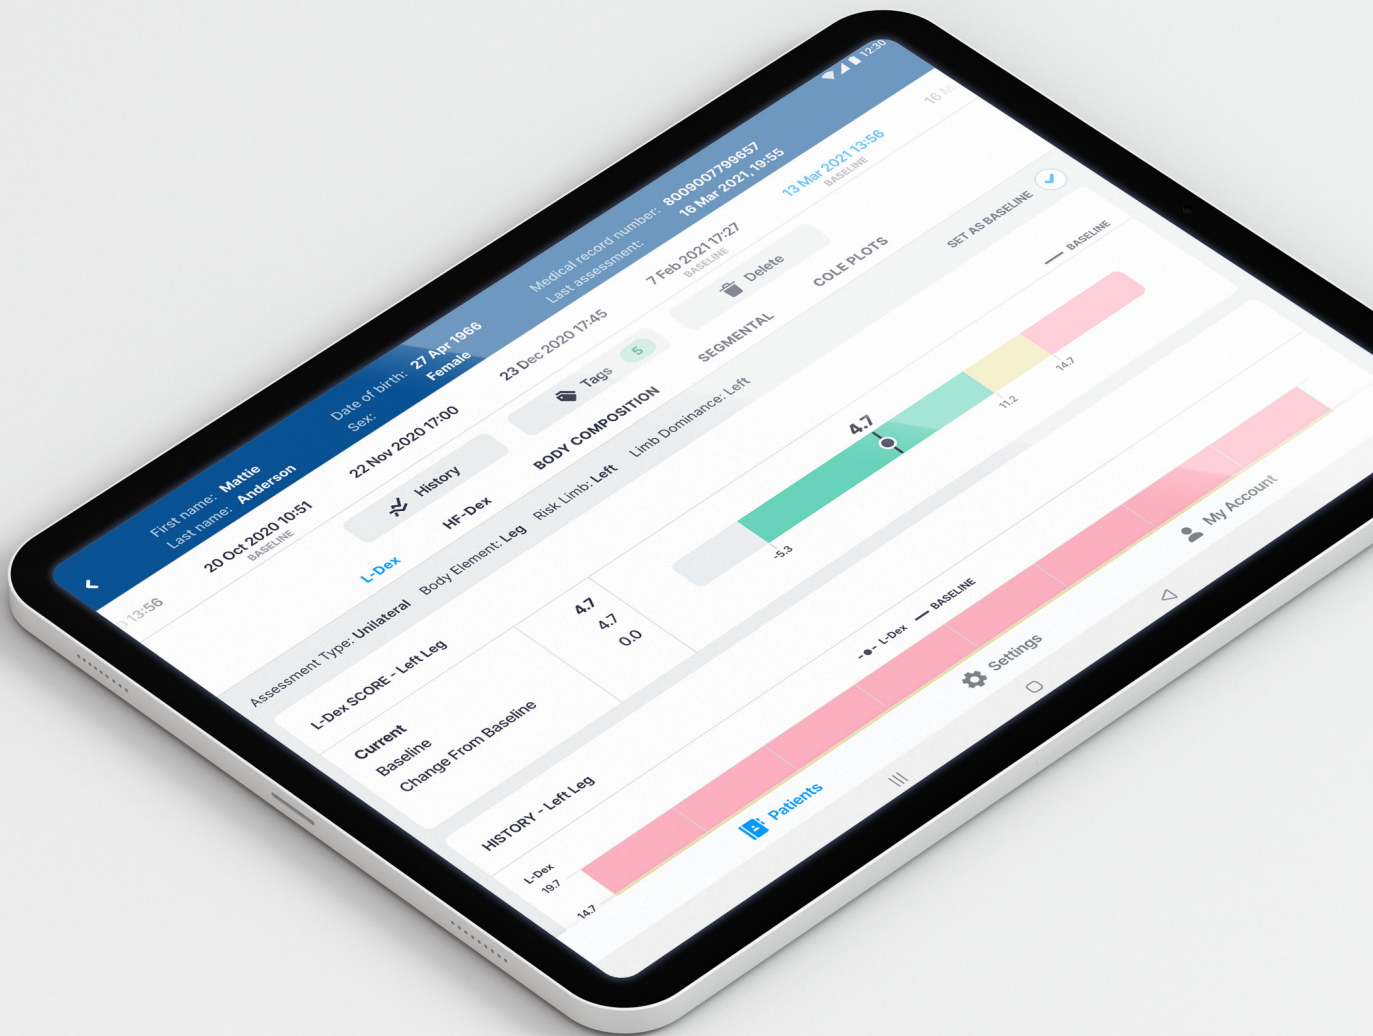 12:30
First name: Mattie
Last name: Anderson
Date of birth: 27 Apr 1966
Sex: Female
Medical record number: 8009007799657
Last assessment: 16 Mar 2021, 19:55
13:56
20 Oct 2020 10:51
BASELINE
22 Nov 2020 17:00
23 Dec 2020 17:45
7 Feb 2021 17:27
BASELINE
13 Mar 2021 13:56
BASELINE
16
History
Tags 5
Delete
L-Dex
HF-Dex
BODY COMPOSITION
SEGMENTAL
COLE PLOTS
Assessment Type: Unilateral
Body Element: Leg
Risk Limb: Left
Limb Dominance: Left
SET AS BASELINE
L-Dex SCORE - Left Leg
Current 4.7
Baseline 4.7
Change From Baseline 0.0
BASELINE
4.7
-5.3
11.2
14.7
HISTORY - Left Leg
L-Dex
BASELINE
L-Dex
19.7
14.7
Patients
Settings
My Account